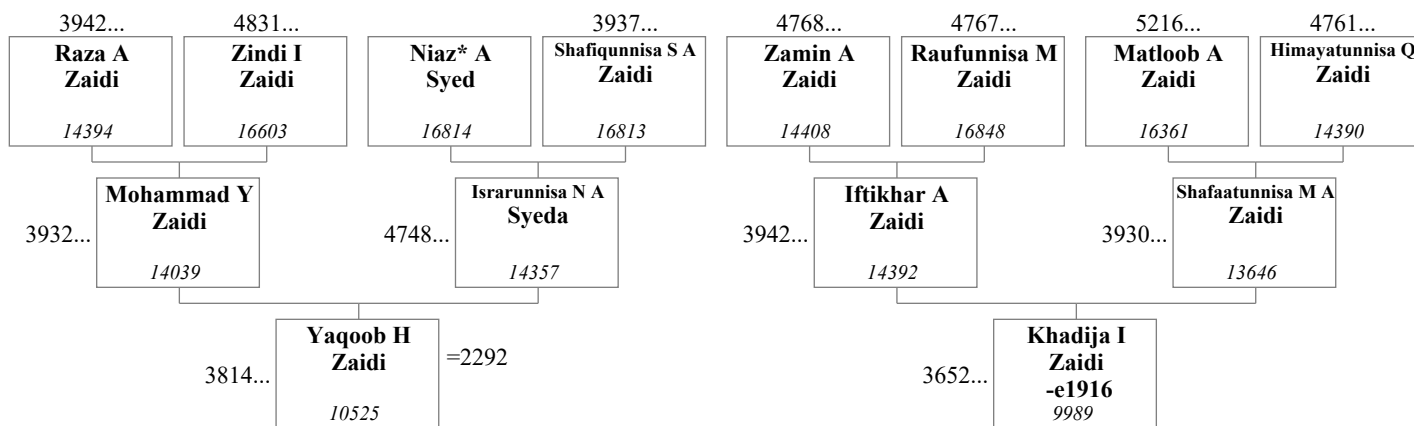 3942...
4831...
3937...
4768...
4767...
5216...
4761...
Raza A
Zaidi
14394
Zindi I
Zaidi
16603
Niaz* A
Syed
16814
Shafiqunnisa S A
Zaidi
16813
Zamin A
Zaidi
14408
Raufunnisa M
Zaidi
16848
Matloob A
Zaidi
16361
Himayatunnisa Q
Zaidi
14390
3932...
Mohammad Y
Zaidi
14039
4748...
Israrunnisa N A
Syeda
14357
3942...
Iftikhar A
Zaidi
14392
3930...
Shafaatunnisa M A
Zaidi
13646
3814...
Yaqoob H
Zaidi
10525
=2292
3652...
Khadija I
Zaidi
-e1916
9989